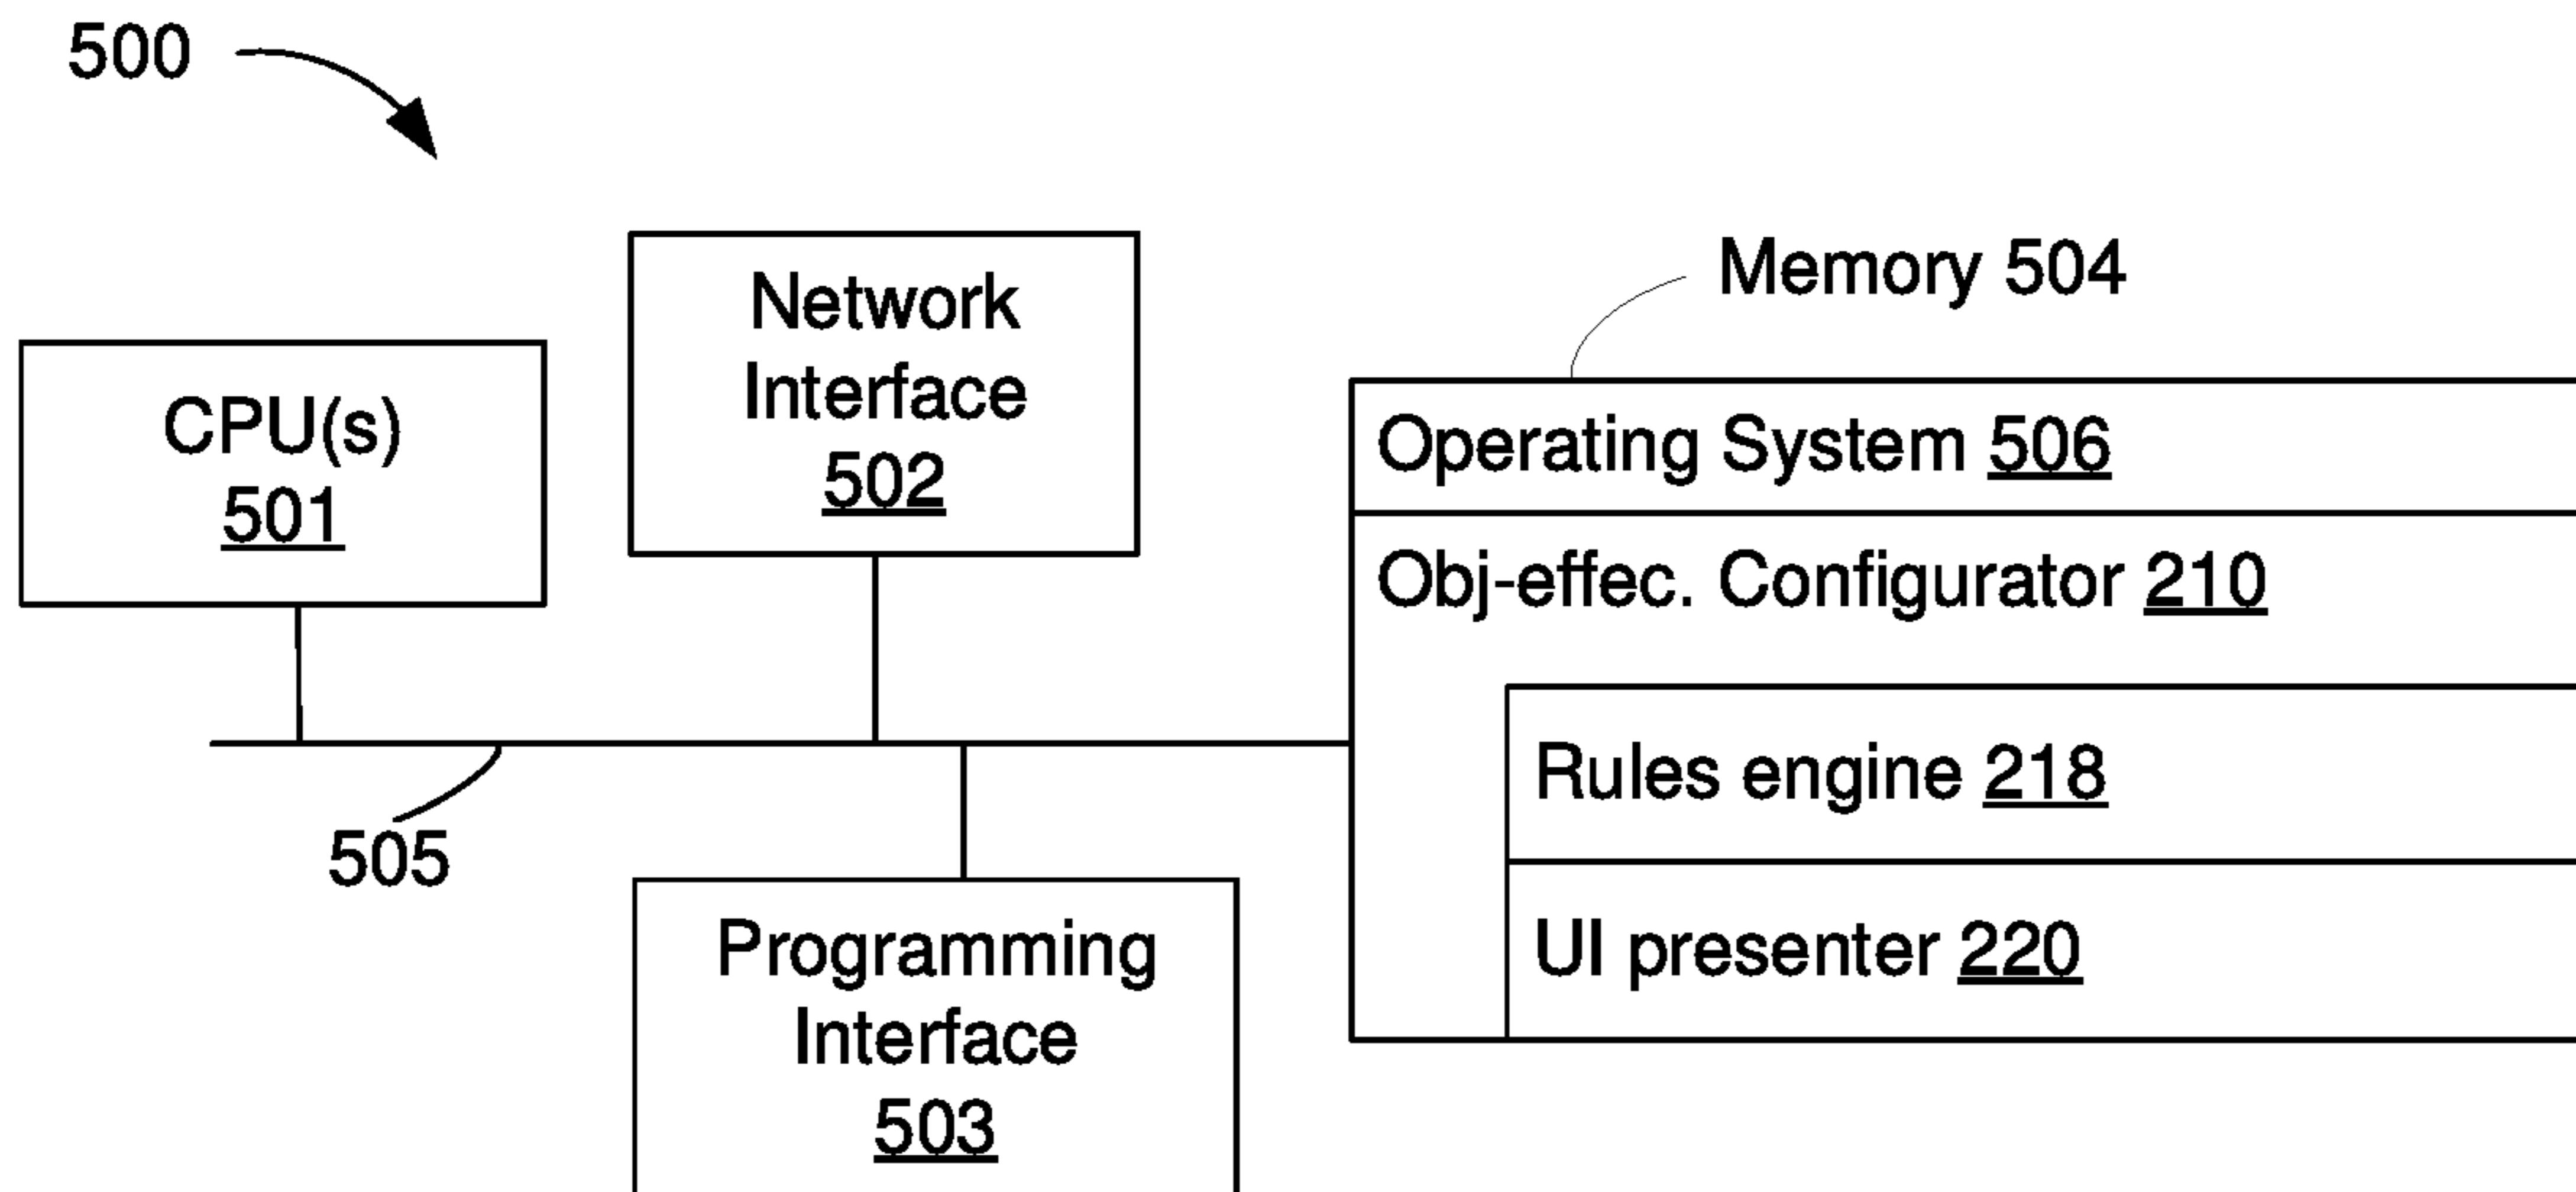 500
Network
Interface
502
Memory 504
CPU(s)
501
Operating System 506
Obj-effec. Configurator 210
Rules engine 218
UI presenter 220
505
Programming
Interface
503